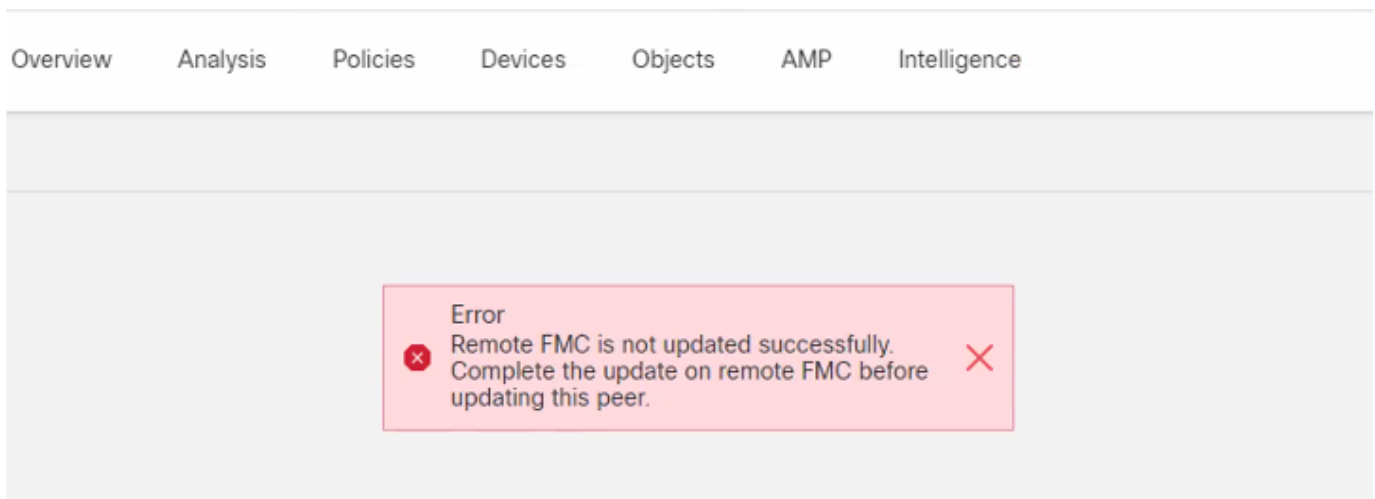 Overview Analysis Policies Devices Objects AMP Intelligence
Error
Remote FMC is not updated successfully.
Complete the update on remote FMC before
updating this peer.